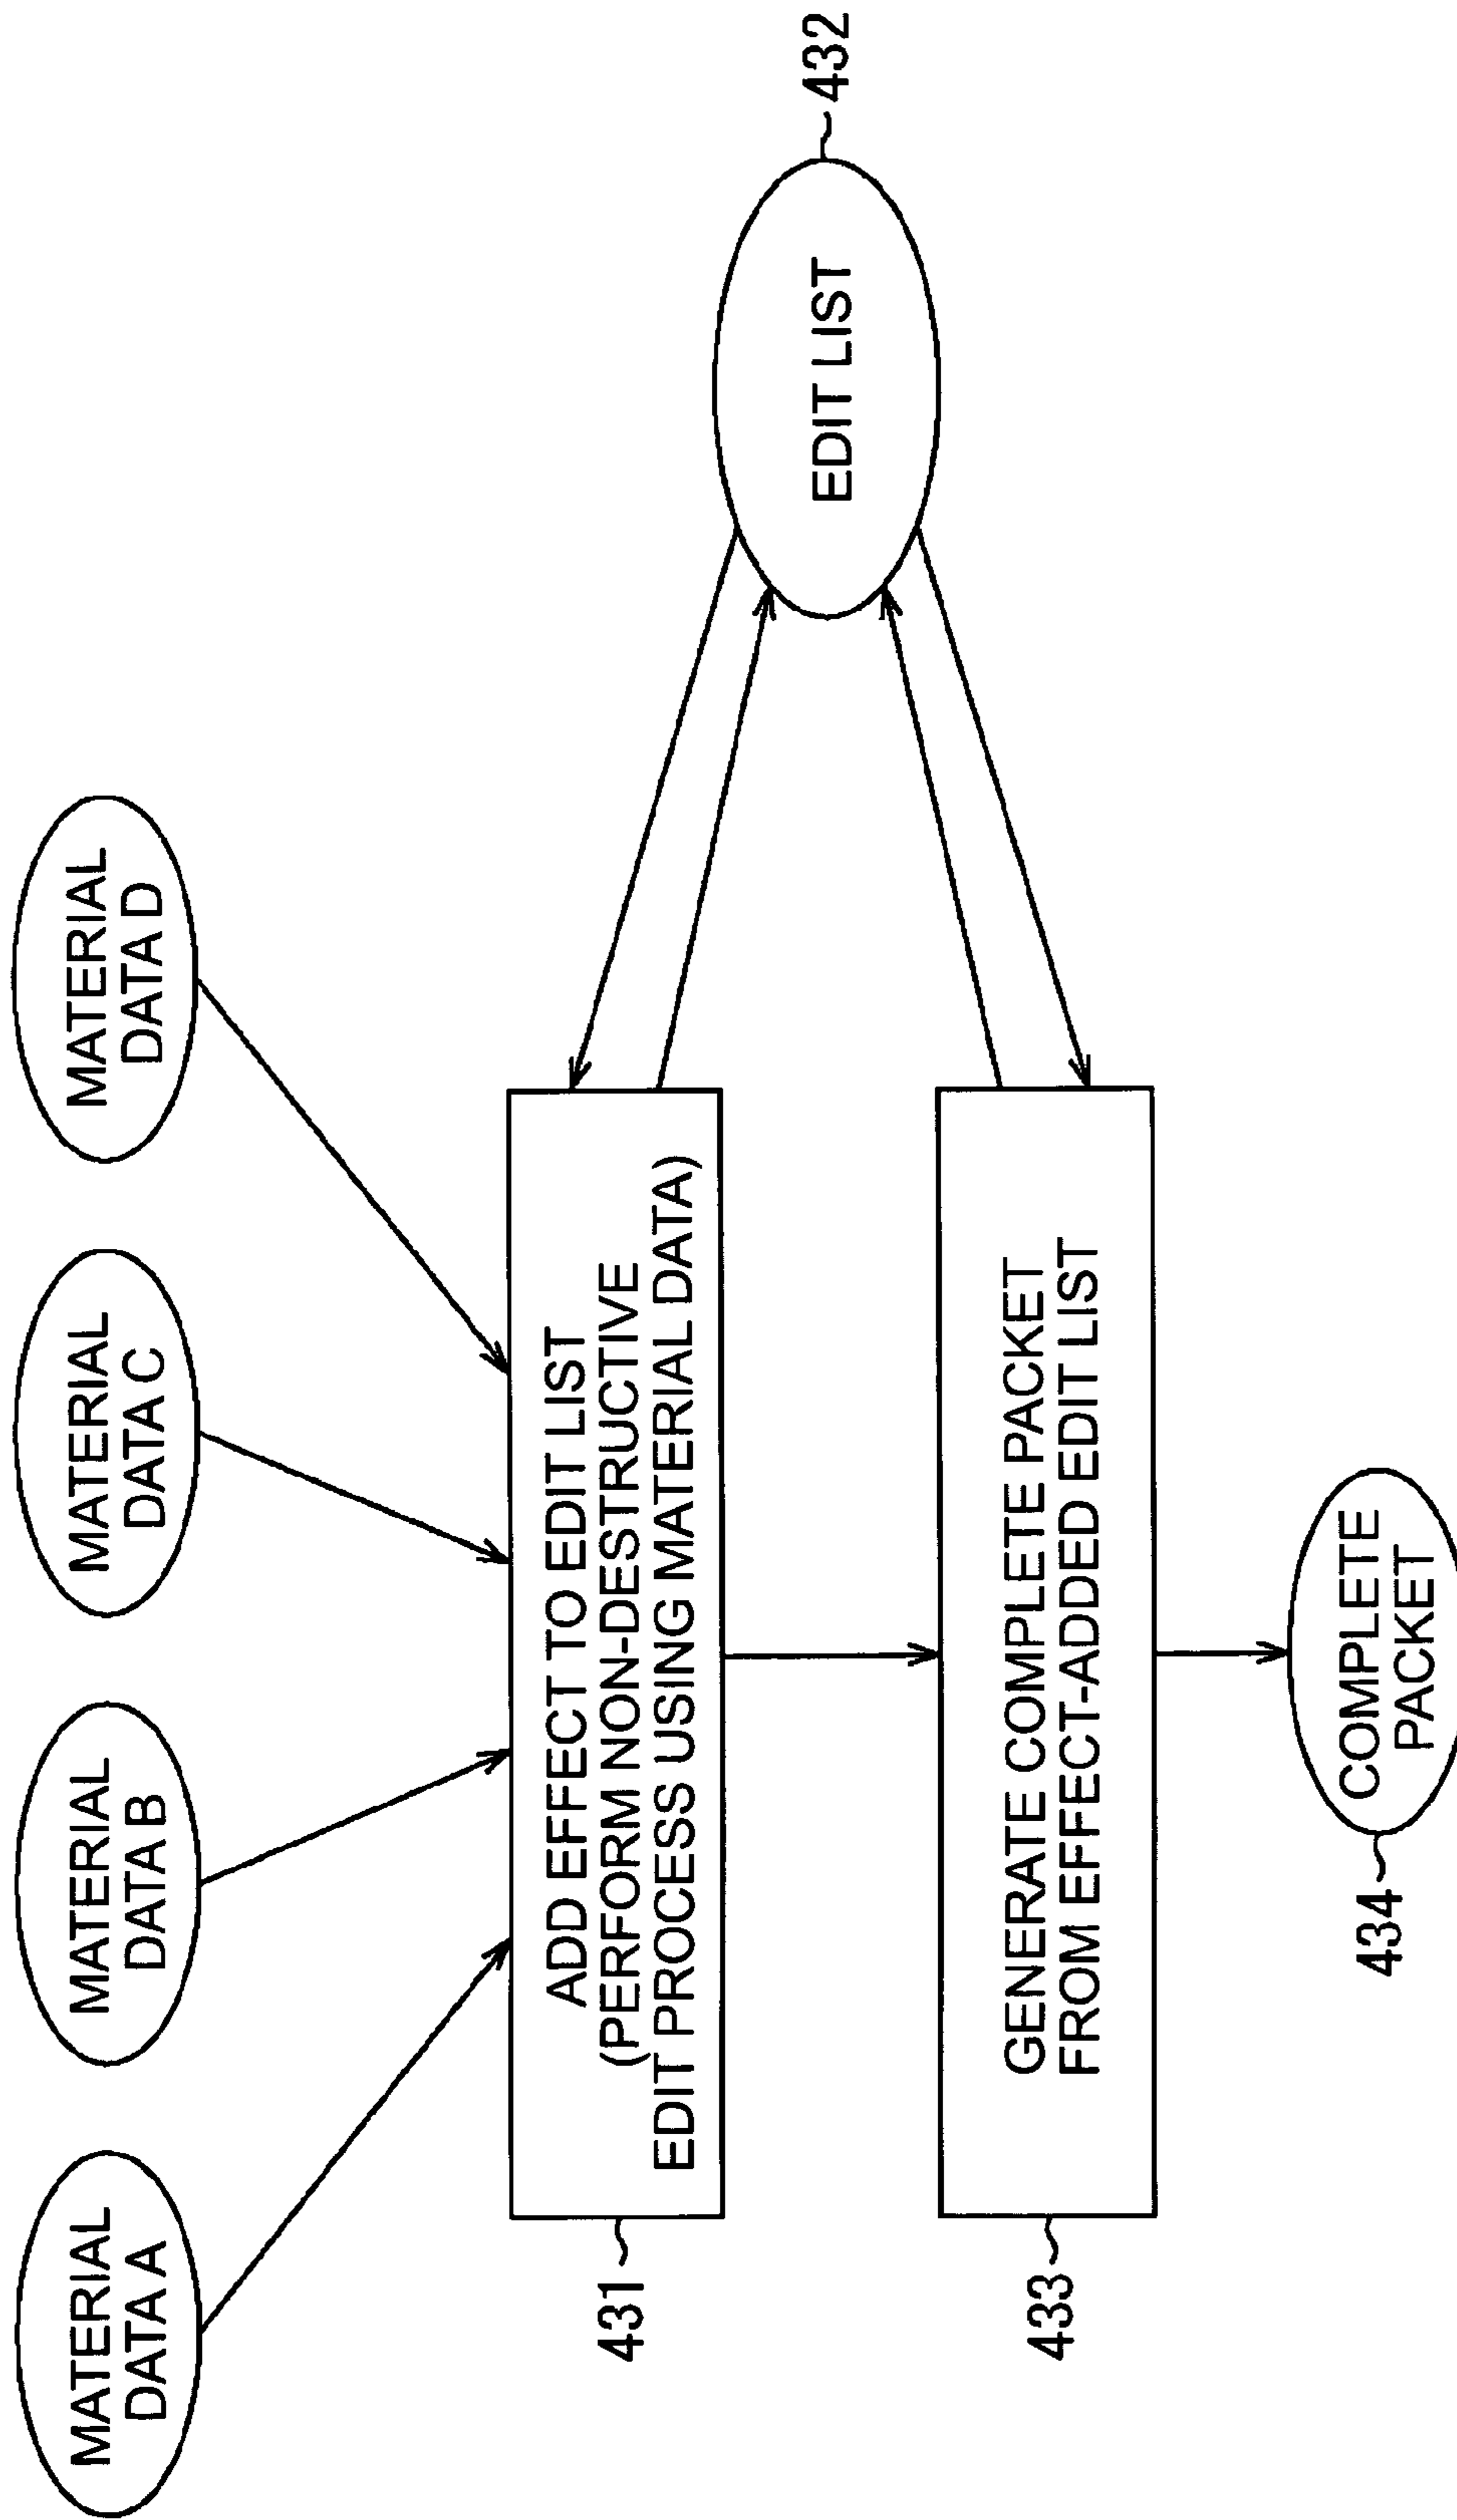 MATERIAL
DATA A
MATERIAL
DATA B
MATERIAL
DATA C
MATERIAL
DATA D
431
ADD EFFECT TO EDIT LIST
(PERFORM NON-DESTRUCTIVE
EDIT PROCESS USING MATERIAL DATA)
EDIT LIST
432
433
GENERATE COMPLETE PACKET
FROM EFFECT-ADDED EDIT LIST
434
COMPLETE
PACKET